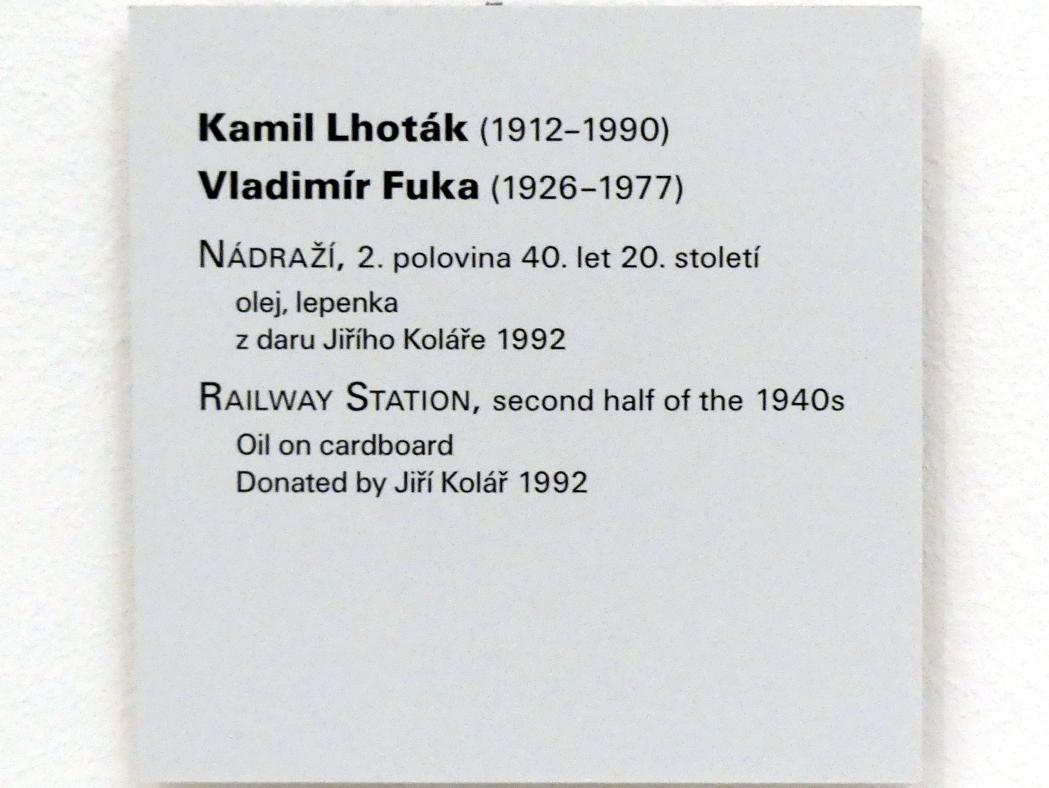 Kamil Lhoták (1912–1990)
Vladimír Fuka (1926–1977)
NÁDRAŽÍ, 2. polovina 40. let 20. století
olej, lepenka
z daru Jiřího Koláře 1992
RAILWAY STATION, second half of the 1940s
Oil on cardboard
Donated by Jiří Kolář 1992